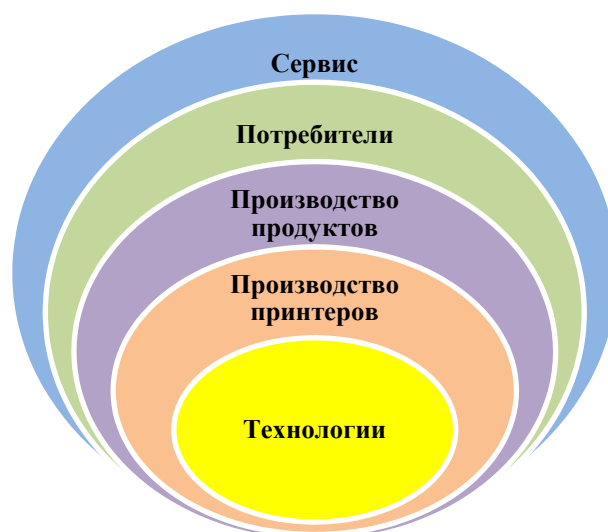 Сервис
Потребители
Производство
продуктов
Производство
принтеров
Технологии